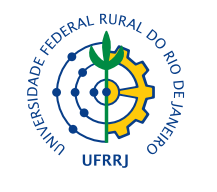 UNIVERSIDADE FEDERAL RURAL DO RIO DE JANEIRO
UFRRJ